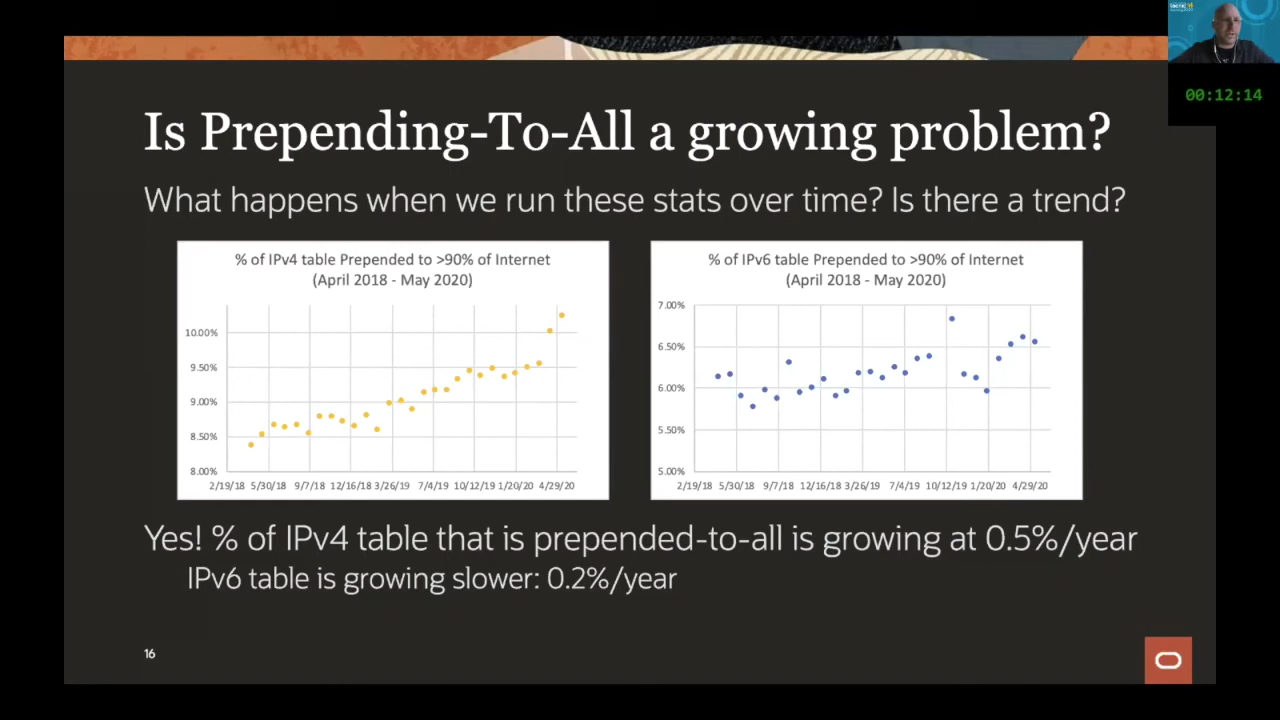 00:12:14
Is Prepending-To-All a growing problem?
What happens when we run these stats over time? Is there a trend?
% of IPv4 table Prepended to >90% of Internet
(April 2018 - May 2020)
10.00%
9.50%
9.00%
8.50%
8.00%
2/19/18 5/30/18 9/7/18 12/16/18 3/26/19 7/4/19 10/12/19 1/20/20 4/29/20
% of IPv6 table Prepended to >90% of Internet
(April 2018 - May 2020)
7.00%
6.50%
6.00%
5.50%
5.00%
2/19/18 5/30/18 9/7/18 12/16/18 3/26/19 7/4/19 10/12/19 1/20/20 4/29/20
Yes! % of IPv4 table that is prepended-to-all is growing at 0.5%/year
IPv6 table is growing slower: 0.2%/year
16